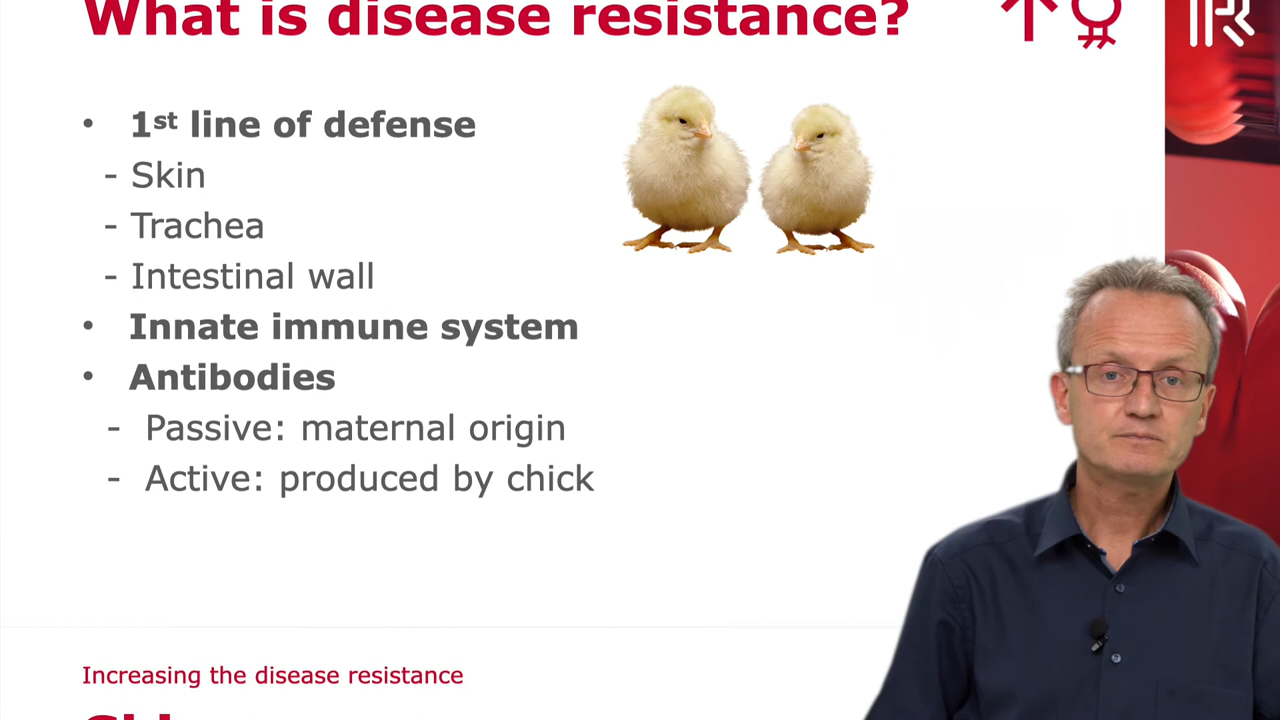 What is disease resistance?
• 1st line of defense
- Skin
- Trachea
- Intestinal wall
• Innate immune system
• Antibodies
- Passive: maternal origin
- Active: produced by chick
Increasing the disease resistance